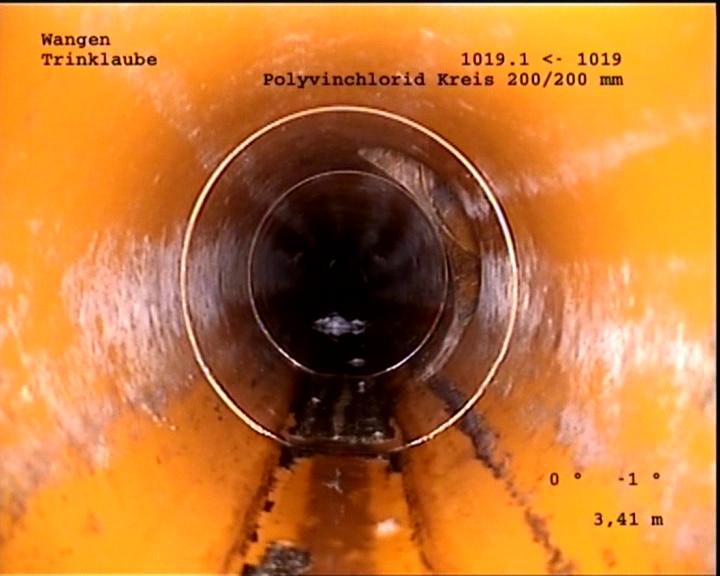 Wangen
Trinklaube
1019.1 <- 1019
Polyvinchlorid Kreis 200/200 mm
0 ° -1 °
3,41 m